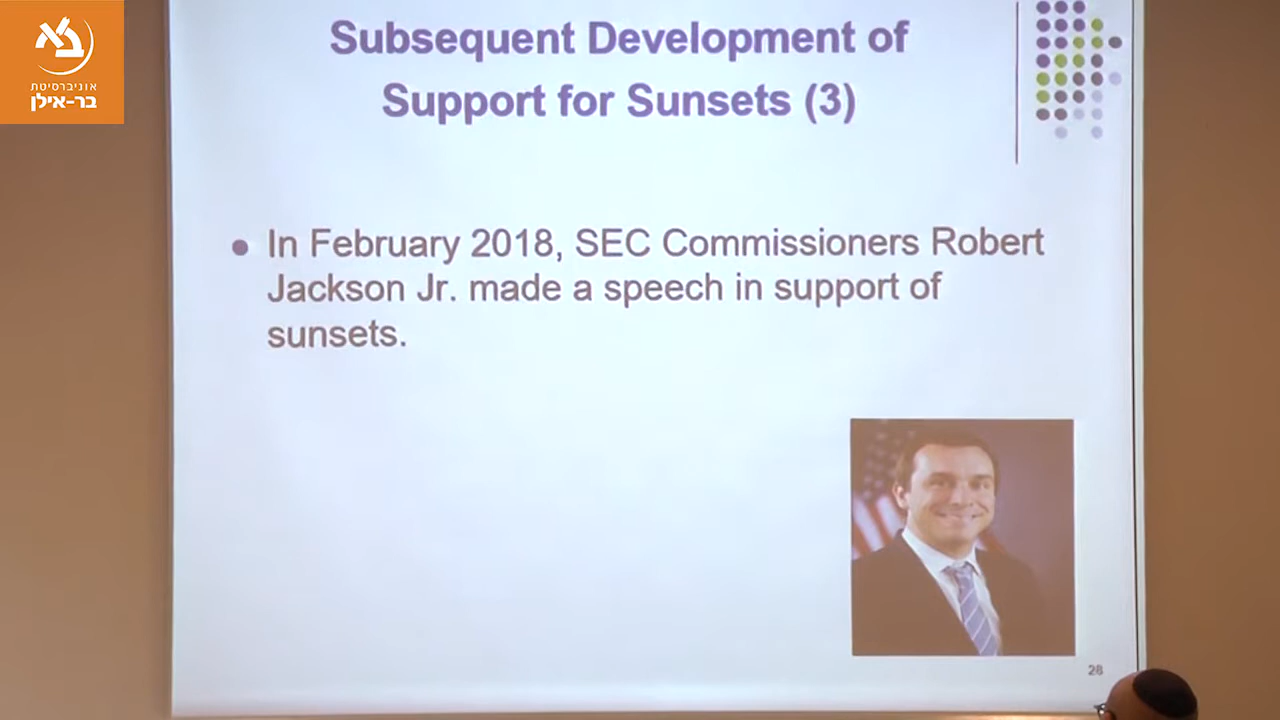 אוניברסיטת
בר-אילן
Subsequent Development of
Support for Sunsets (3)
In February 2018, SEC Commissioners Robert
Jackson Jr. made a speech in support of
sunsets.
28